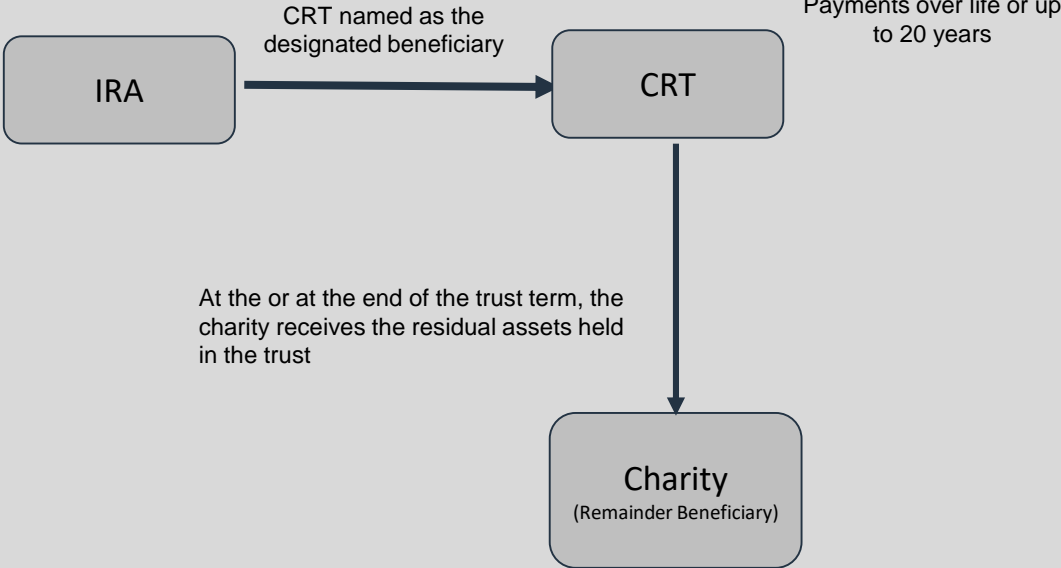 CRT named as the
designated beneficiary
Payments over life or up
to 20 years
IRA
CRT
At the or at the end of the trust term, the
charity receives the residual assets held
in the trust
Charity
(Remainder Beneficiary)